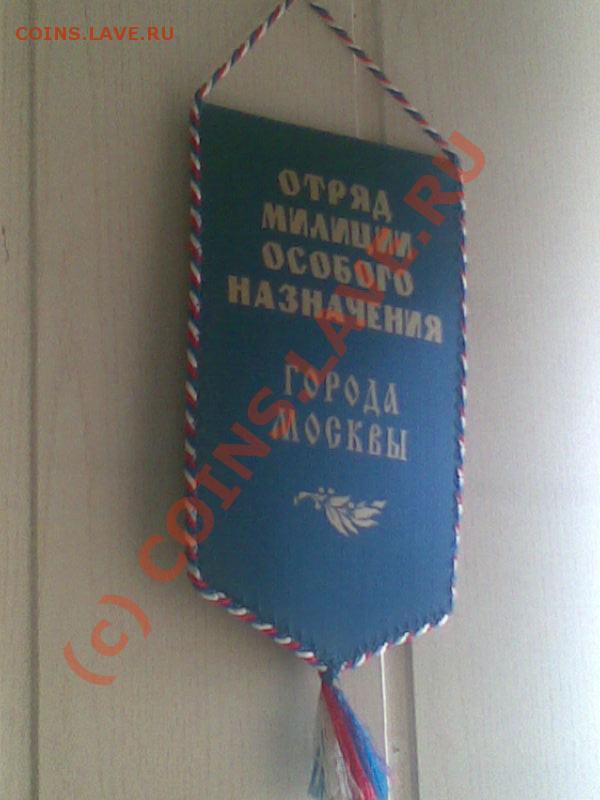 COINS.LAVE.RU
ОТРЯД
МИЛИЦИИ
ОСОБОГО
НАЗНАЧЕНИЯ
ГОРОДА
МОСКВЫ
(c) COINS.LAVE.RU